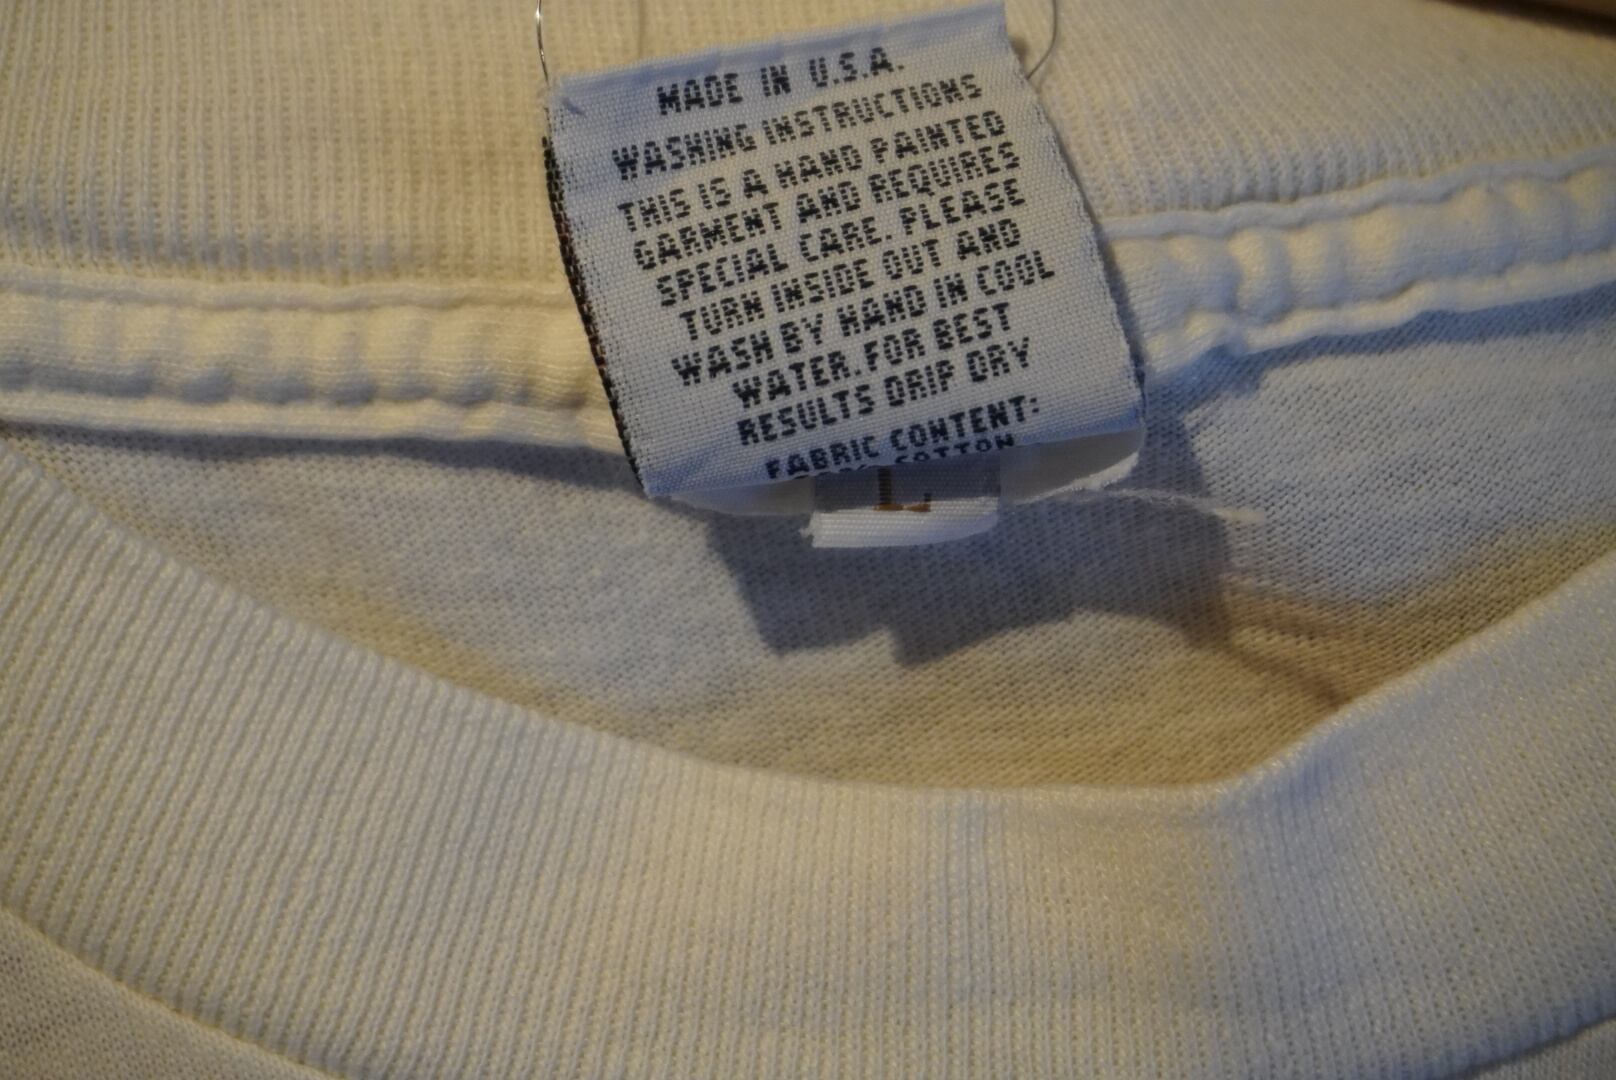 MADE IN U.S.A.
WASHING INSTRUCTIONS
THIS IS A HAND PAINTED
GARMENT AND REQUIRES
SPECIAL CARE. PLEASE
TURN INSIDE OUT AND
WASH BY HAND IN COOL
WATER. FOR BEST
RESULTS DRIP DRY
FABRIC CONTENT:
COTTON
L